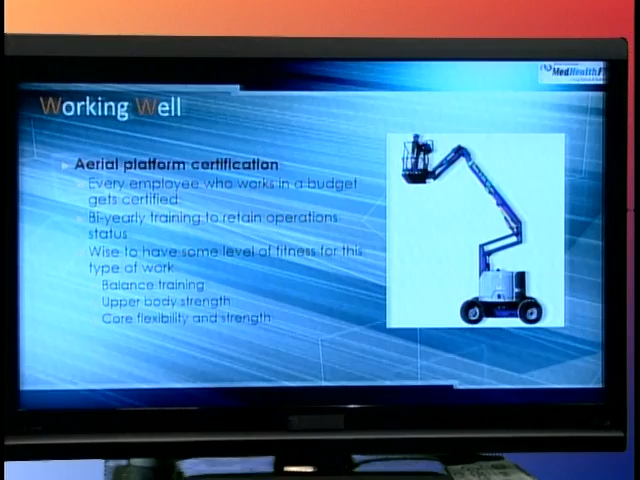 MedHealth
Working Well
Aerial platform certification
Every employee who works in a budget
gets certified
Bi-yearly training to retain operations
status
Wise to have some level of fitness for this
type of work
Balance training
Upper body strength
Core flexibility and strength